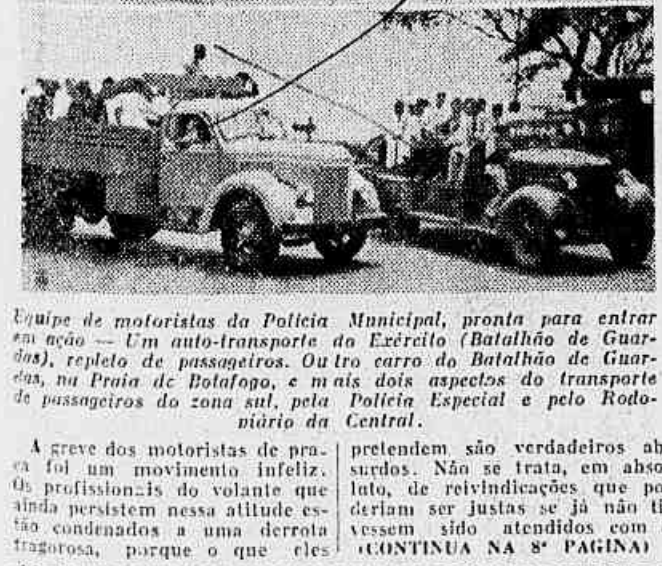 Equipe de motoristas da Polícia Municipal, pronta para entrar
em ação — Um auto-transporte do Exército (Batalhão de Guar-
das), repleto de passageiros. Outro carro do Batalhão de Guar-
das, na Praia de Botafogo, e mais dois aspectos do transporte
de passageiros do zona sul, pela Polícia Especial e pelo Rodo-
viário da Central.
A greve dos motoristas de pra-
ça foi um movimento infeliz.
Os profissionais do volante que
ainda persistem nessa atitude es-
tão condenados a uma derrota
fragorosa, porque o que eles
pretendem são verdadeiros ab
surdos. Não se trata, em abso
luto, de reivindicações que po
deriam ser justas se já não ti
vessem sido atendidos com
(CONTINUA NA 8ª PAGINA)